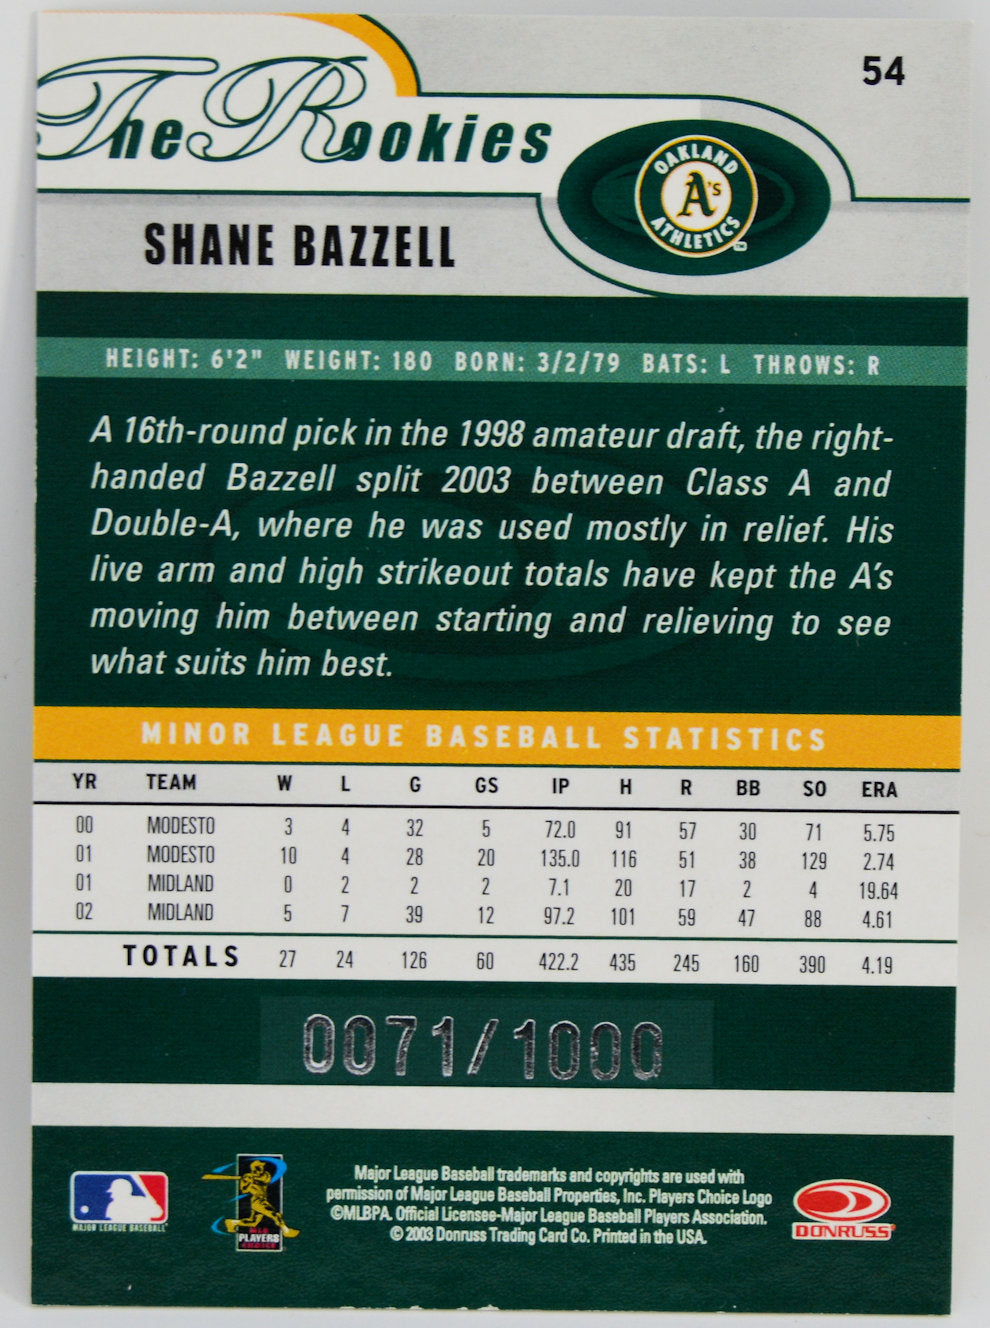 54
The Rookies
OAKLAND
A's
ATHLETICS
TM
SHANE BAZZELL
HEIGHT: 6'2" WEIGHT: 180 BORN: 3/2/79 BATS: L THROWS: R
A 16th-round pick in the 1998 amateur draft, the right-
handed Bazzell split 2003 between Class A and
Double-A, where he was used mostly in relief. His
live arm and high strikeout totals have kept the A's
moving him between starting and relieving to see
what suits him best.
MINOR LEAGUE BASEBALL STATISTICS
YR TEAM W L G GS IP H R BB SO ERA
00 MODESTO 3 4 32 5 72.0 91 57 30 71 5.75
01 MODESTO 10 4 28 20 135.0 116 51 38 129 2.74
01 MIDLAND 0 2 2 2 7.1 20 17 2 4 19.64
02 MIDLAND 5 7 39 12 97.2 101 59 47 88 4.61
TOTALS 27 24 126 60 422.2 435 245 160 390 4.19
0071/1000
Major League Baseball trademarks and copyrights are used with
permission of Major League Baseball Properties, Inc. Players Choice Logo
©MLBPA. Official Licensee-Major League Baseball Players Association.
© 2003 Donruss Trading Card Co. Printed in the USA.
MAJOR LEAGUE BASEBALL
MLB
PLAYERS
CHOICE
DONRUSS